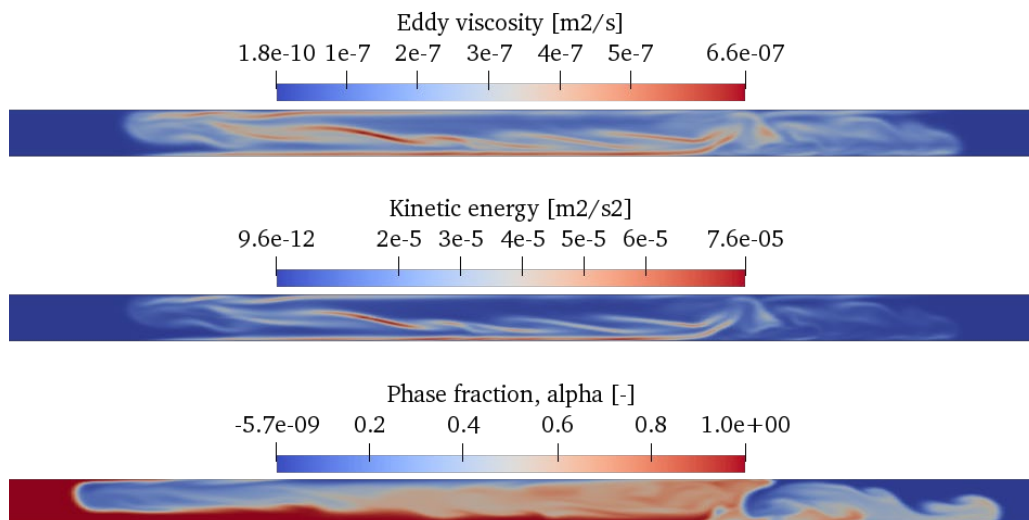 Eddy viscosity [m2/s]
1.8e-10 1e-7 2e-7 3e-7 4e-7 5e-7 6.6e-07
Kinetic energy [m2/s2]
9.6e-12 2e-5 3e-5 4e-5 5e-5 6e-5 7.6e-05
Phase fraction, alpha [-]
-5.7e-09 0.2 0.4 0.6 0.8 1.0e+00